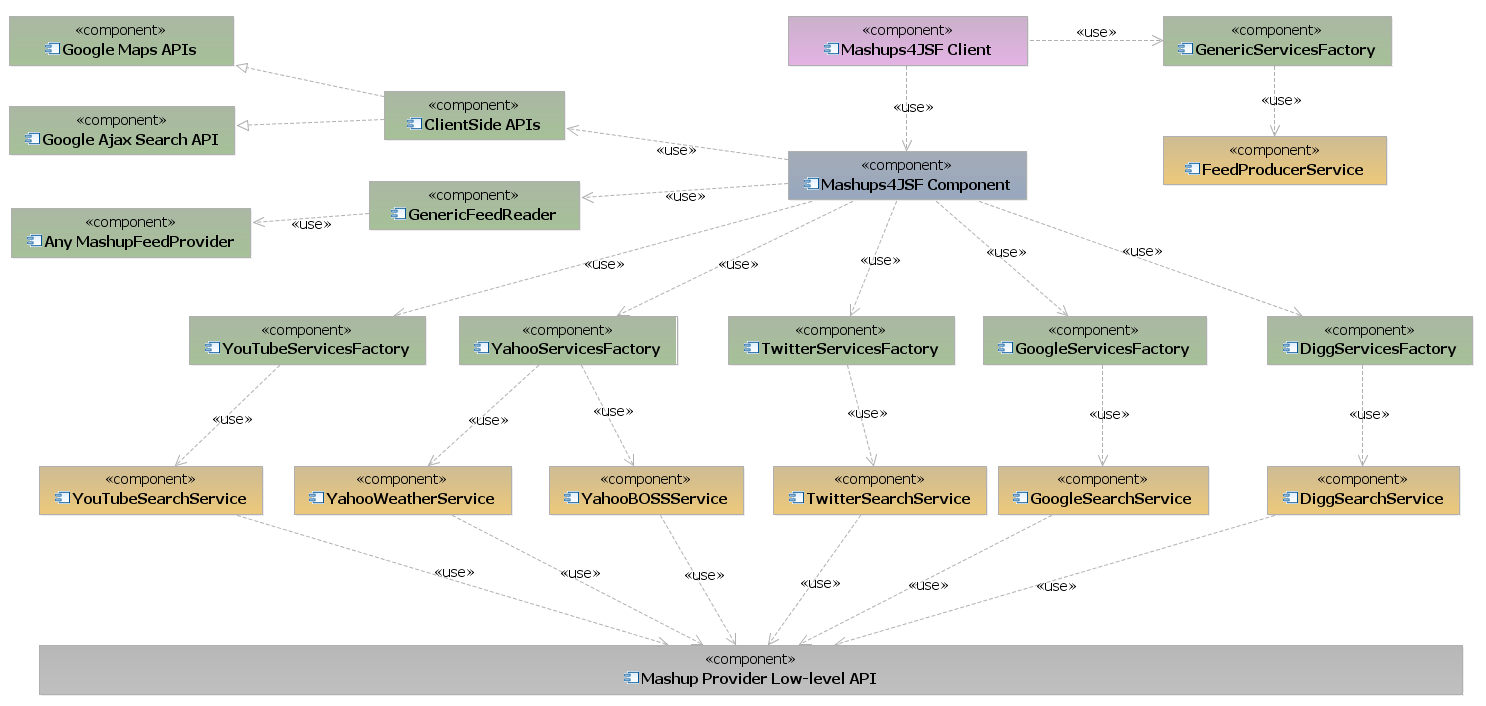 «component»
Google Maps APIs
«component»
Mashups4JSF Client
«use»
«component»
GenericServicesFactory
«component»
Google Ajax Search API
«component»
ClientSide APIs
«use»
«use»
«use»
«component»
Mashups4JSF Component
«component»
FeedProducerService
«component»
Any MashupFeedProvider
«use»
«component»
GenericFeedReader
«use»
«use»
«use»
«use»
«use»
«use»
«component»
YouTubeServicesFactory
«component»
YahooServicesFactory
«component»
TwitterServicesFactory
«component»
GoogleServicesFactory
«component»
DiggServicesFactory
«use»
«use»
«use»
«use»
«use»
«use»
«component»
YouTubeSearchService
«component»
YahooWeatherService
«component»
YahooBOSSService
«component»
TwitterSearchService
«component»
GoogleSearchService
«component»
DiggSearchService
«use»
«use»
«use»
«use»
«use»
«use»
«component»
Mashup Provider Low-level API